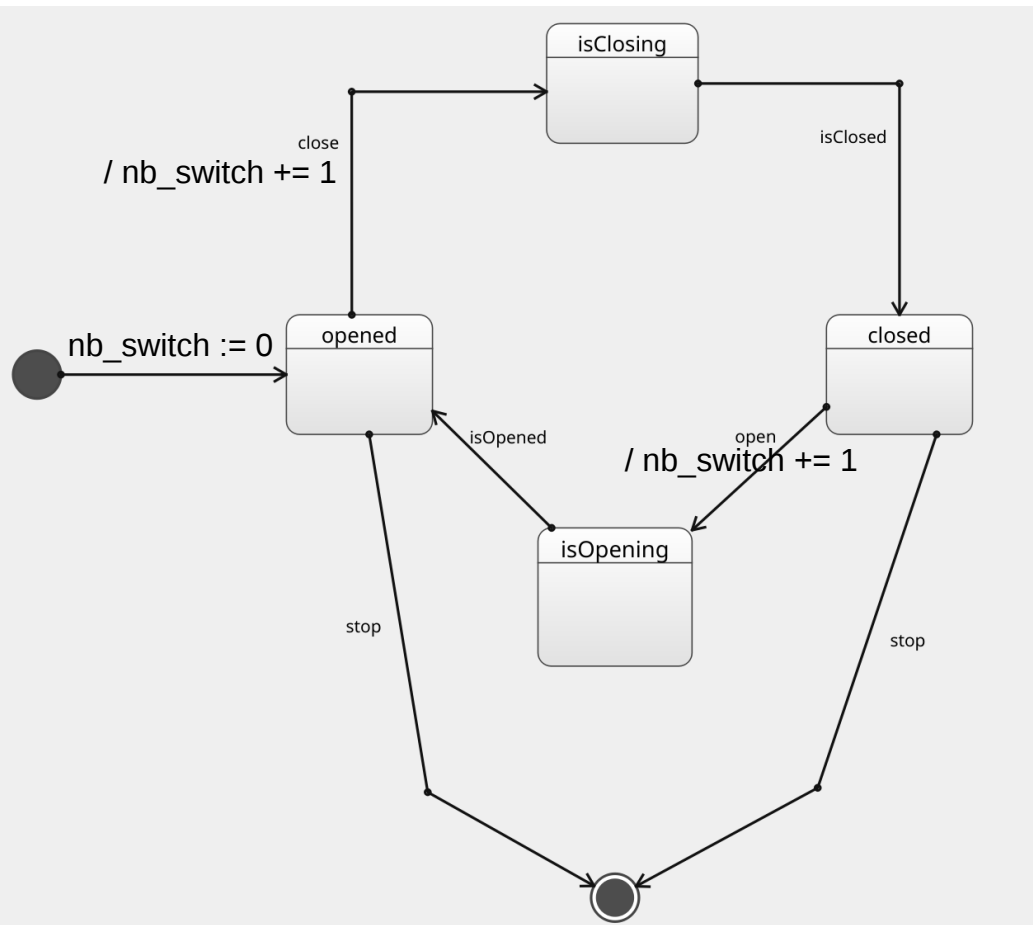 isClosing
close
/ nb_switch += 1
isClosed
nb_switch := 0
opened
closed
isOpened
open
/ nb_switch += 1
isOpening
stop
stop